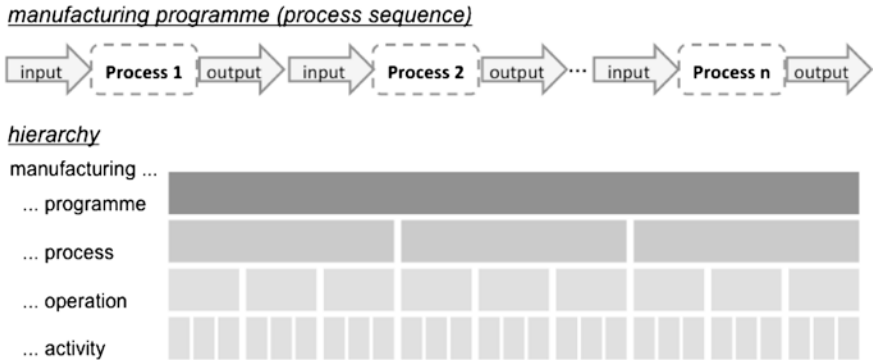 manufacturing programme (process sequence)
input Process 1 output input Process 2 output ... input Process n output
hierarchy
manufacturing ...
... programme
... process
... operation
... activity